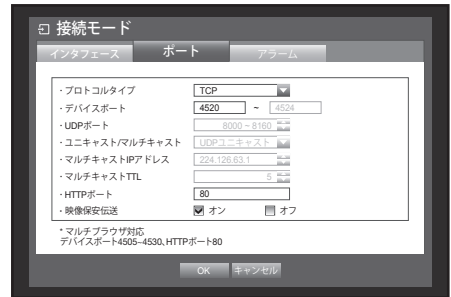 接続モード
インタフェース ポート アラーム
・プロトコルタイプ TCP
・デバイスポート 4520 ~ 4524
・UDPポート 8000 ~ 8160
・ユニキャスト/マルチキャスト UDPユニキャスト
・マルチキャストIPアドレス 224.126.63.1
・マルチキャストTTL 5
・HTTPポート 80
・映像保安伝送 オン オフ
* マルチブラウザ対応
デバイスポート4505~4530、HTTPポート80
OK キャンセル